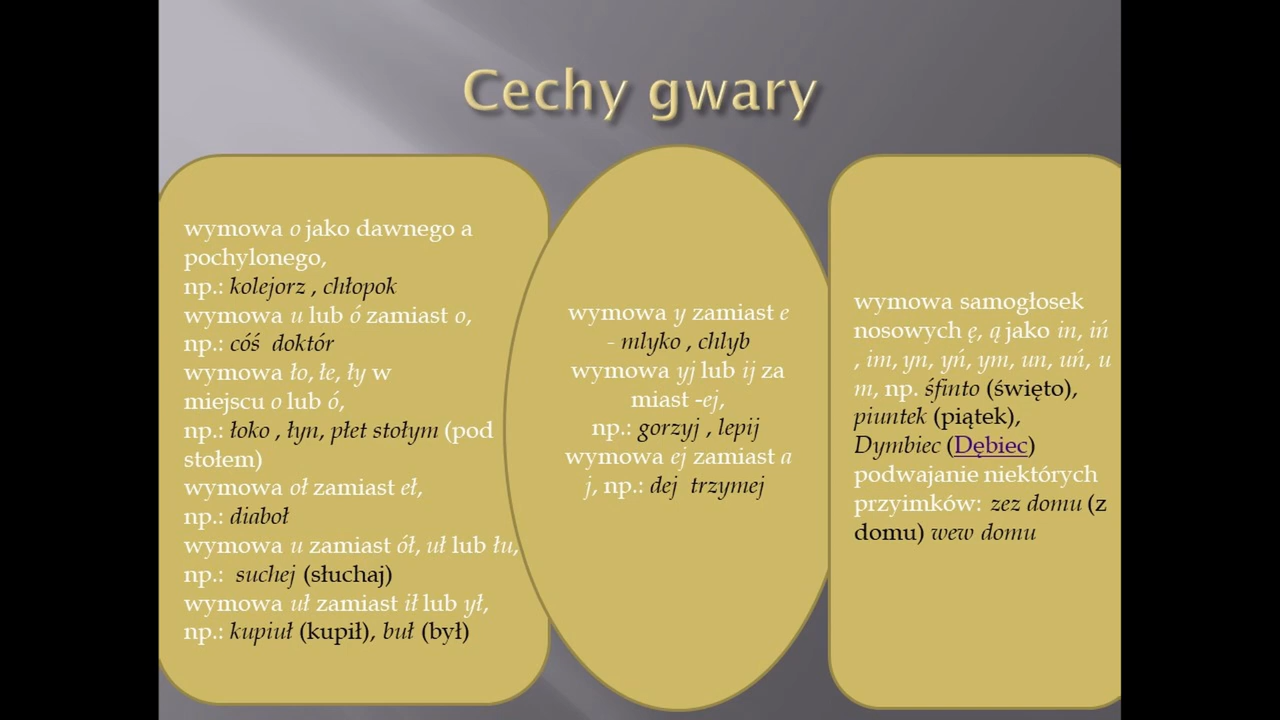 Cechy gwary
wymowa o jako dawnego a
pochylonego,
np.: kolejorz , chłopok
wymowa u lub ó zamiast o,
np.: cóś  doktór
wymowa ło, łe, ły w
miejscu o lub ó,
np.: łoko , łyn, płet stołym (pod
stołem)
wymowa oł zamiast eł,
np.: diaboł
wymowa u zamiast ół, uł lub łu,
np.:  suchej (słuchaj)
wymowa uł zamiast ił lub ył,
np.: kupiuł (kupił), buł (był)
wymowa y zamiast e
- mlyko , chlyb
wymowa yj lub ij za
miast -ej,
np.: gorzyj , lepij
wymowa ej zamiast a
j, np.: dej  trzymej
wymowa samogłosek
nosowych ę, ą jako in, iń
, im, yn, yń, ym, un, uń, u
m, np. śfinto (święto),
piuntek (piątek),
Dymbiec (Dębiec)
podwajanie niektórych
przyimków:  zez domu (z
domu) wew domu